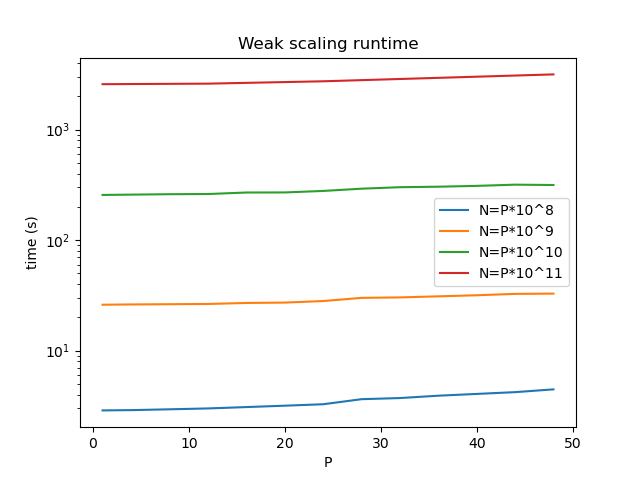 Weak scaling runtime
time (s)
10^3
10^2
10^1
N=P*10^8
N=P*10^9
N=P*10^10
N=P*10^11
0 10 20 30 40 50
P